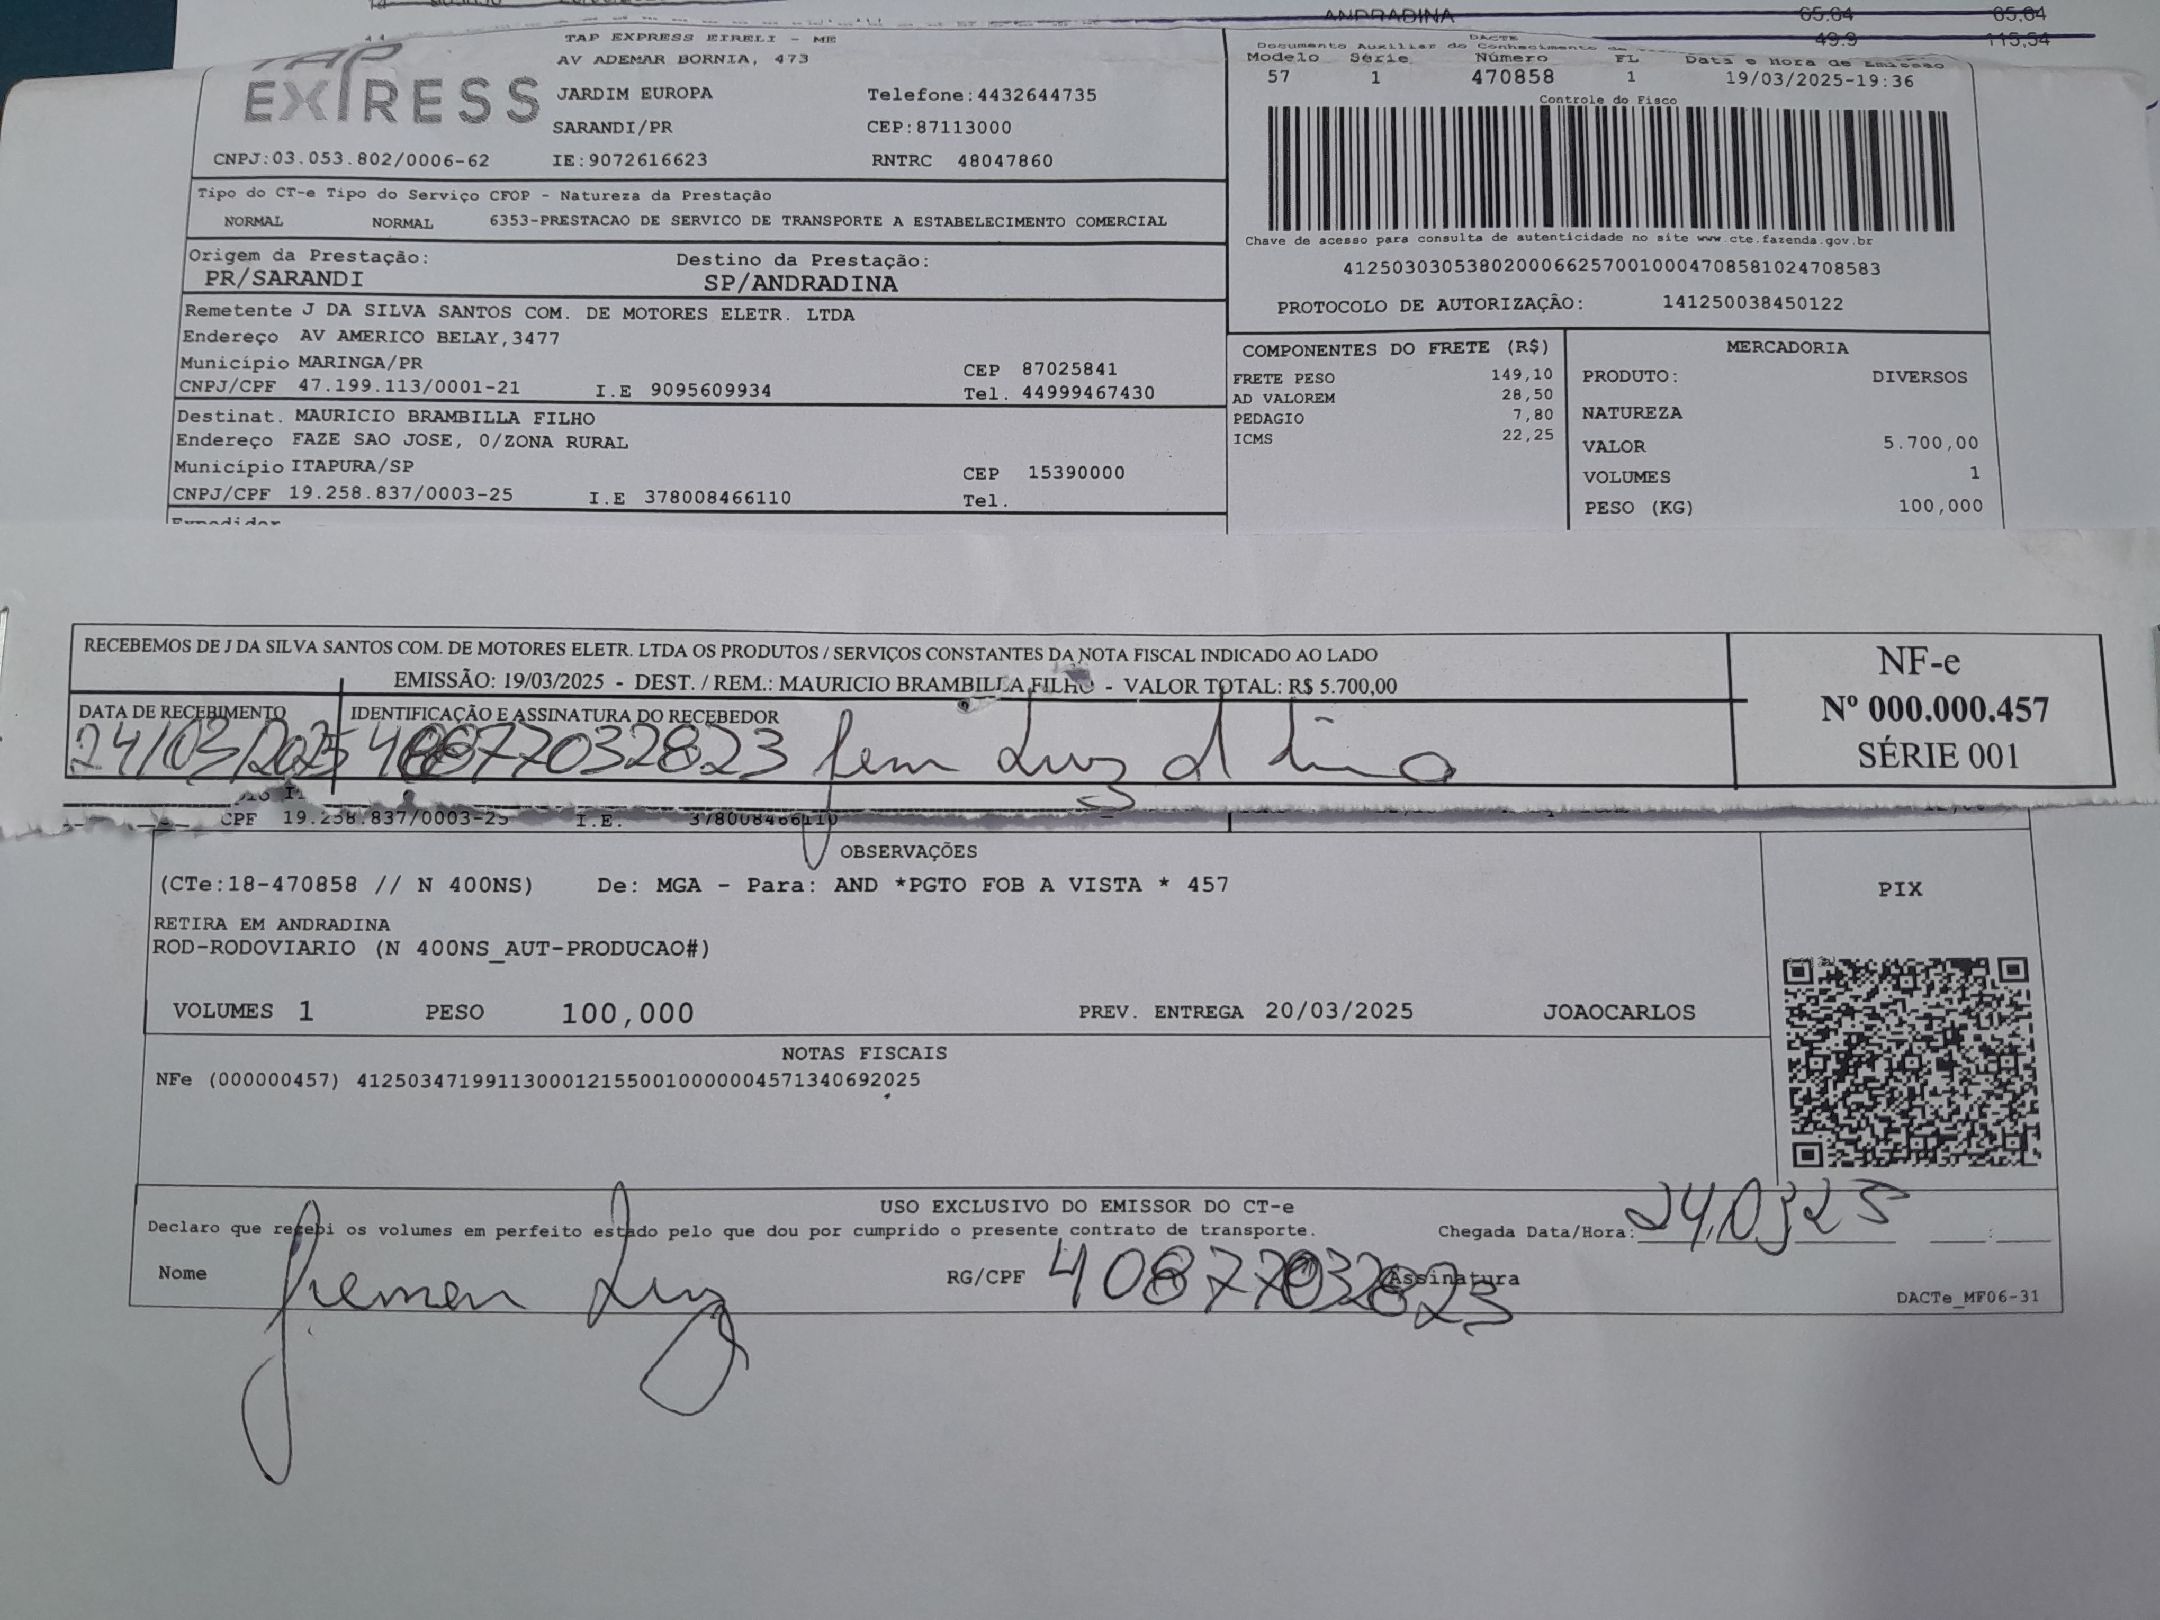 ANDRADINA 65.64 65.64
49.9 115,54
TAP EXPRESS
TAP EXPRESS EIRELI - ME
AV ADEMAR BORNIA, 473
JARDIM EUROPA Telefone:4432644735
SARANDI/PR CEP:87113000
CNPJ:03.053.802/0006-62 IE:9072616623 RNTRC 48047860
DACTE
Documento Auxiliar do Conhecimento de
Modelo Série Número FL Data e Hora de Emissao
57 1 470858 1 19/03/2025-19:36
Controle do Fisco
Chave de acesso para consulta de autenticidade no site www.cte.fazenda.gov.br
41250303053802000662570010004708581024708583
PROTOCOLO DE AUTORIZAÇÃO: 141250038450122
Tipo do CT-e Tipo do Serviço CFOP - Natureza da Prestação
NORMAL NORMAL 6353-PRESTACAO DE SERVICO DE TRANSPORTE A ESTABELECIMENTO COMERCIAL
Origem da Prestação: Destino da Prestação:
PR/SARANDI SP/ANDRADINA
Remetente J DA SILVA SANTOS COM. DE MOTORES ELETR. LTDA
Endereço AV AMERICO BELAY,3477
Município MARINGA/PR CEP 87025841
CNPJ/CPF 47.199.113/0001-21 I.E 9095609934 Tel. 44999467430
Destinat. MAURICIO BRAMBILLA FILHO
Endereço FAZE SAO JOSE, 0/ZONA RURAL
Município ITAPURA/SP CEP 15390000
CNPJ/CPF 19.258.837/0003-25 I.E 378008466110 Tel.
Expedidor
COMPONENTES DO FRETE (R$)
FRETE PESO 149,10
AD VALOREM 28,50
PEDAGIO 7,80
ICMS 22,25
MERCADORIA
PRODUTO: DIVERSOS
NATUREZA
VALOR 5.700,00
VOLUMES 1
PESO (KG) 100,000
RECEBEMOS DE J DA SILVA SANTOS COM. DE MOTORES ELETR. LTDA OS PRODUTOS / SERVIÇOS CONSTANTES DA NOTA FISCAL INDICADO AO LADO
EMISSÃO: 19/03/2025 - DEST. / REM.: MAURICIO BRAMBILLA FILHO - VALOR TOTAL: R$ 5.700,00
DATA DE RECEBIMENTO IDENTIFICAÇÃO E ASSINATURA DO RECEBEDOR
24/03/2025 40877032823
NF-e
Nº 000.000.457
SÉRIE 001
CPF 19.258.837/0003-25 I.E. 378008466110
OBSERVAÇÕES
(CTe:18-470858 // N 400NS) De: MGA - Para: AND *PGTO FOB A VISTA * 457
RETIRA EM ANDRADINA
ROD-RODOVIARIO (N 400NS_AUT-PRODUCAO#)
VOLUMES 1 PESO 100,000 PREV. ENTREGA 20/03/2025 JOAOCARLOS
PIX
NOTAS FISCAIS
NFe (000000457) 41250347199113000121550010000004571340692025
USO EXCLUSIVO DO EMISSOR DO CT-e
Declaro que recebi os volumes em perfeito estado pelo que dou por cumprido o presente contrato de transporte. Chegada Data/Hora: 24,03,25
Nome RG/CPF 40877032823 Assinatura
DACTe_MF06-31